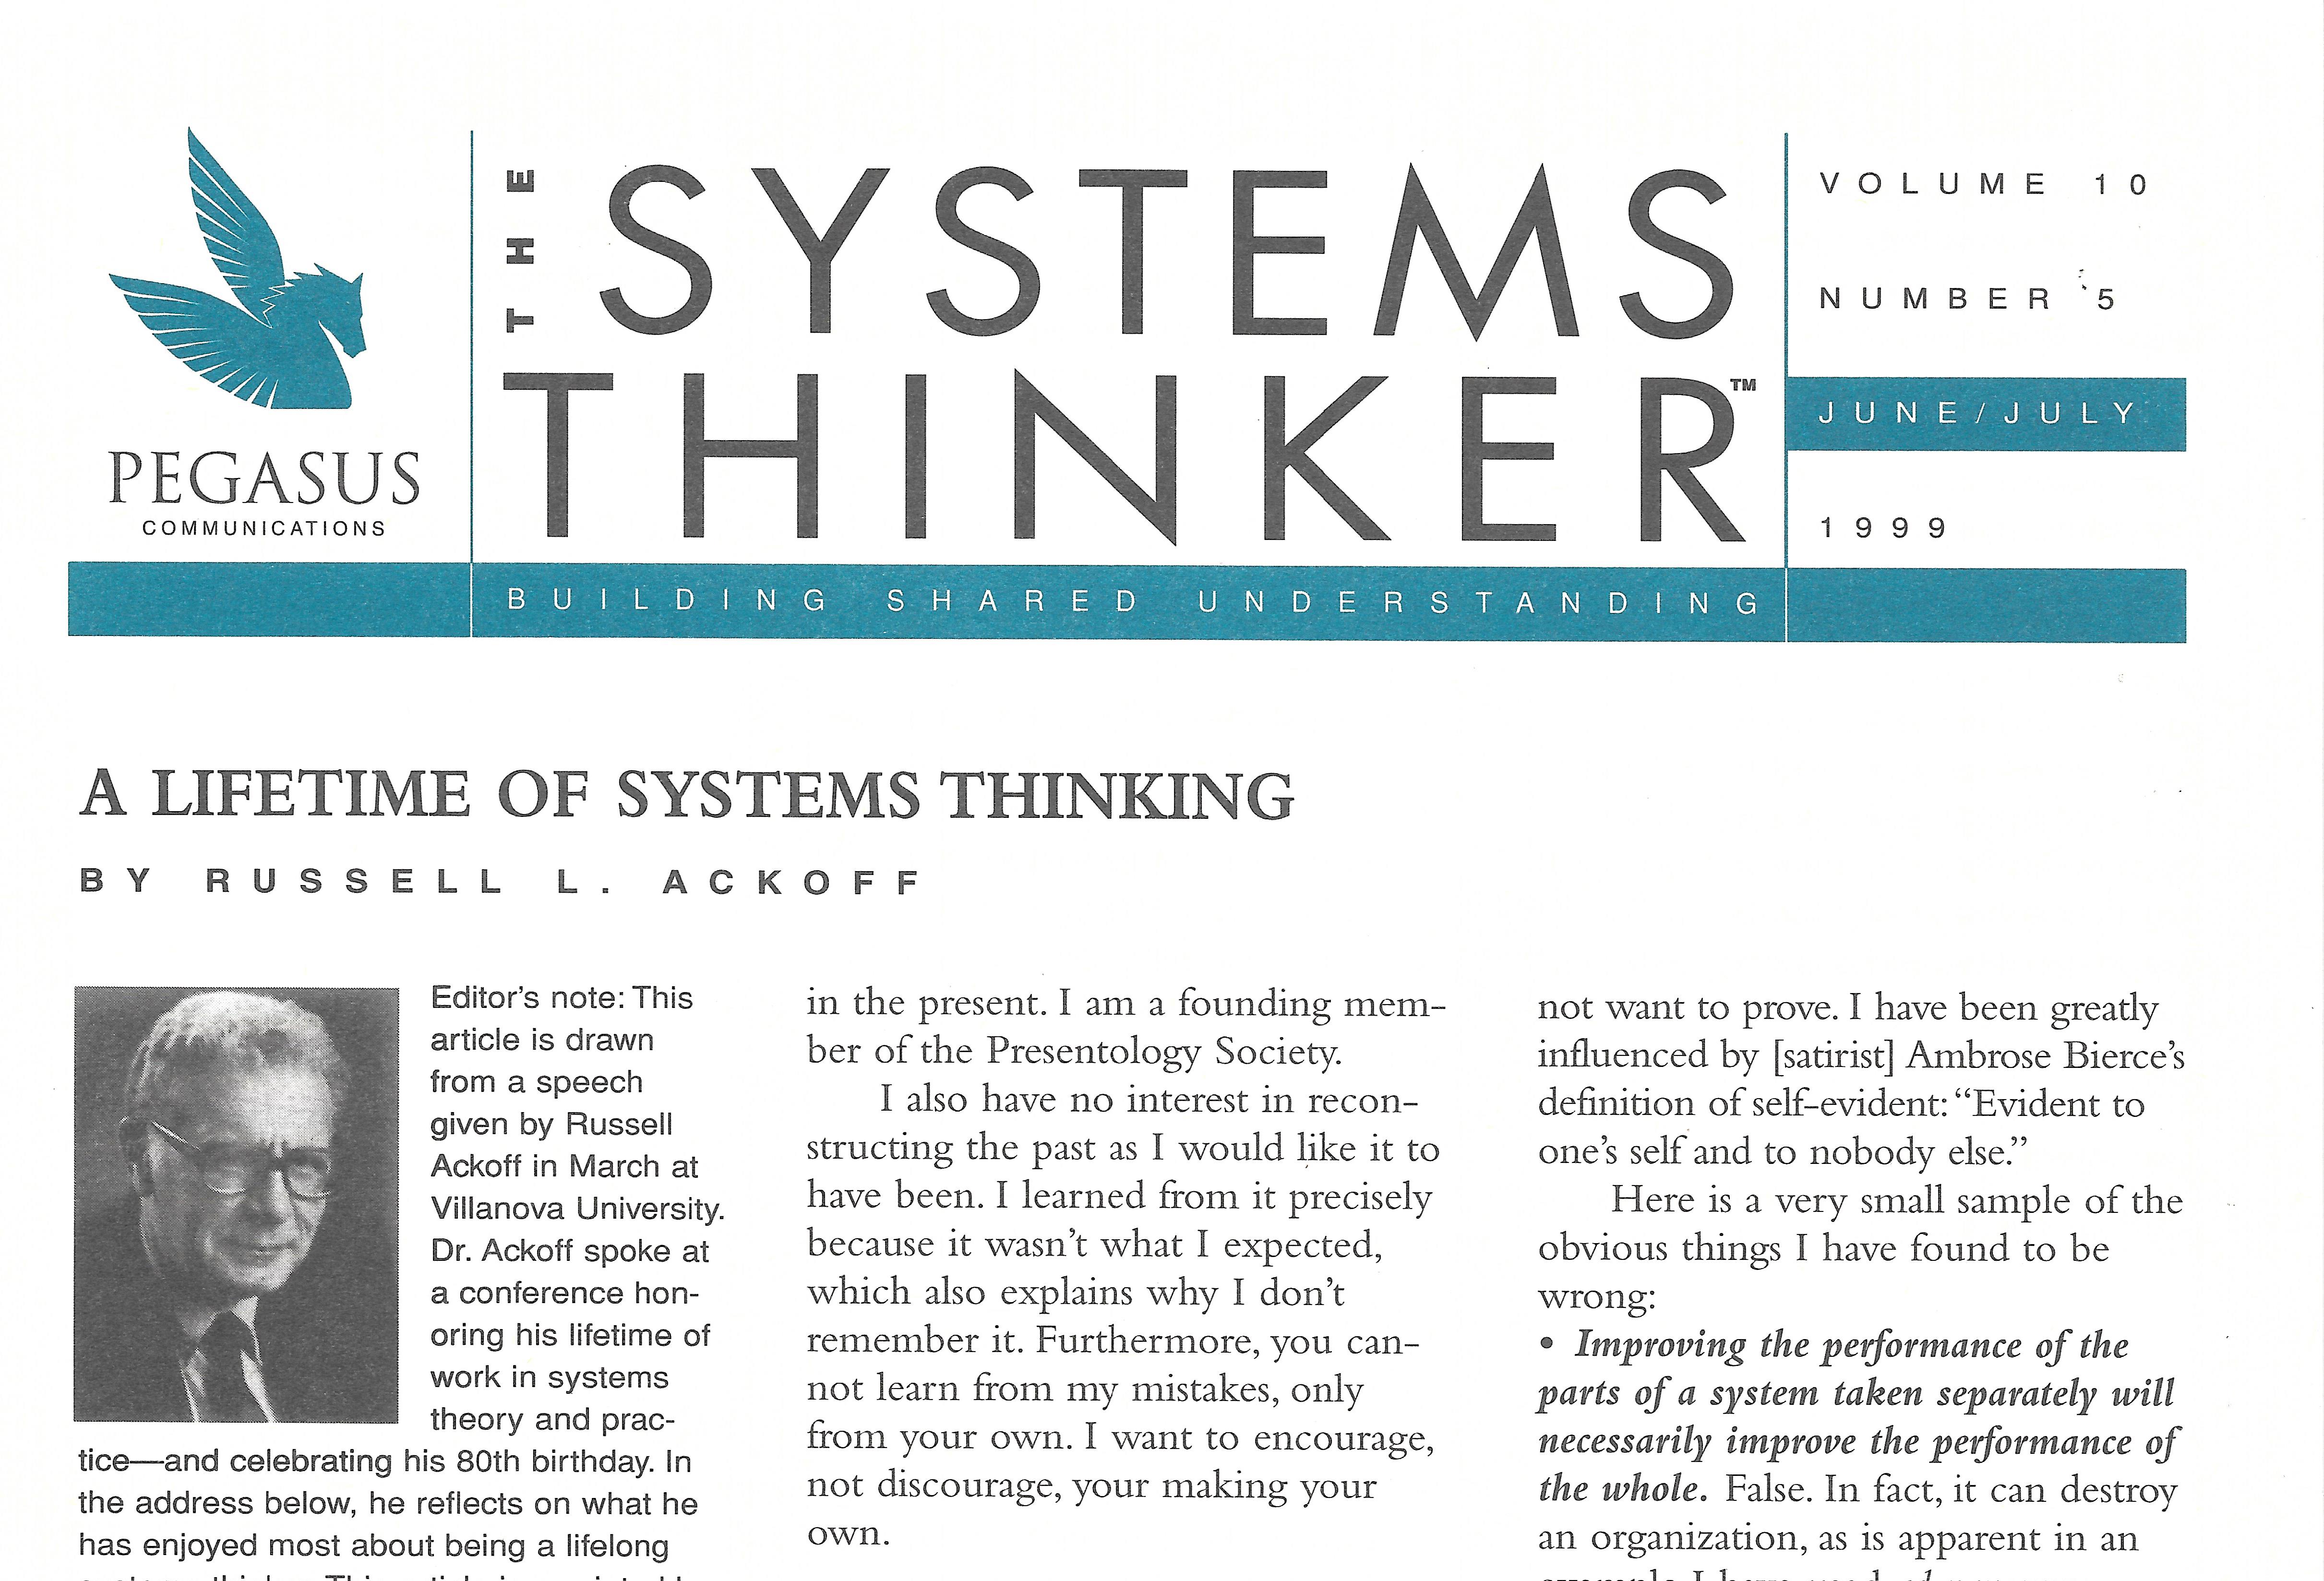 THE
SYSTEMS
THINKER™
PEGASUS
COMMUNICATIONS
VOLUME 10
NUMBER 5
JUNE/JULY
1999
BUILDING SHARED UNDERSTANDING
A LIFETIME OF SYSTEMS THINKING
BY RUSSELL L. ACKOFF
Editor's note: This
article is drawn
from a speech
given by Russell
Ackoff in March at
Villanova University.
Dr. Ackoff spoke at
a conference hon-
oring his lifetime of
work in systems
theory and prac-
tice—and celebrating his 80th birthday. In
the address below, he reflects on what he
has enjoyed most about being a lifelong
in the present. I am a founding mem-
ber of the Presentology Society.
I also have no interest in recon-
structing the past as I would like it to
have been. I learned from it precisely
because it wasn't what I expected,
which also explains why I don't
remember it. Furthermore, you can-
not learn from my mistakes, only
from your own. I want to encourage,
not discourage, your making your
own.
not want to prove. I have been greatly
influenced by [satirist] Ambrose Bierce's
definition of self-evident: “Evident to
one's self and to nobody else.”
Here is a very small sample of the
obvious things I have found to be
wrong:
• Improving the performance of the
parts of a system taken separately will
necessarily improve the performance of
the whole. False. In fact, it can destroy
an organization, as is apparent in an